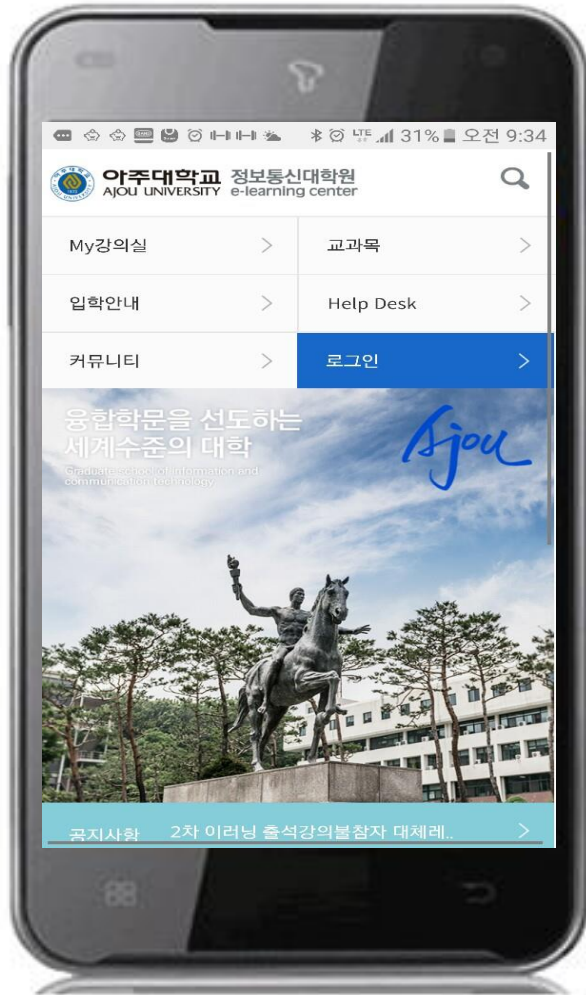 LTE 31% 오전 9:34
아주대학교 정보통신대학원
AJOU UNIVERSITY e-learning center
My강의실
교과목
입학안내
Help Desk
커뮤니티
로그인
융합학문을 선도하는
세계수준의 대학
Graduate school of information and
communication technology
Ajou
공지사항 2차 이러닝 출석강의불참자 대체레..